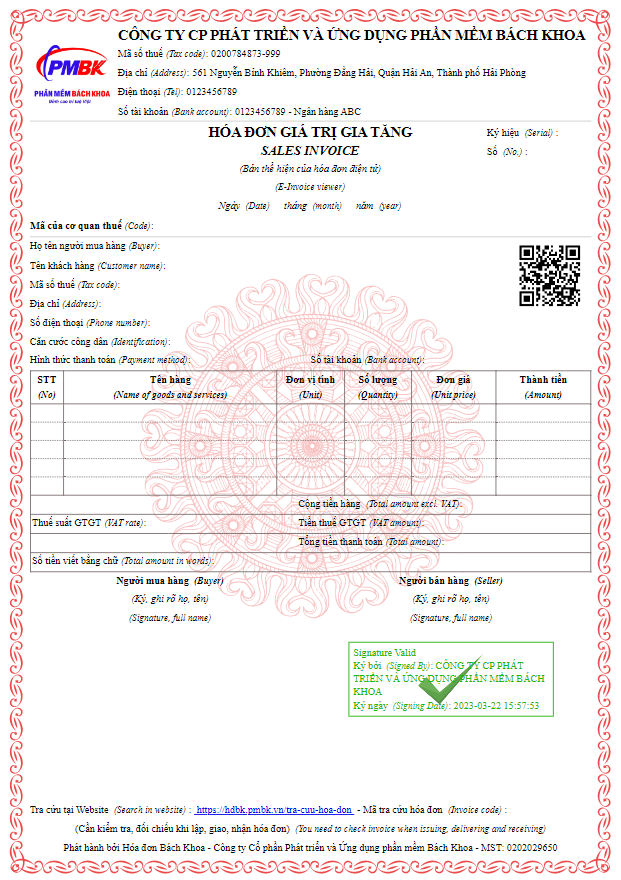 CÔNG TY CP PHÁT TRIỂN VÀ ỨNG DỤNG PHẦN MỀM BÁCH KHOA
PMBK
PHẦN MỀM BÁCH KHOA
Đỉnh cao trí tuệ Việt
Mã số thuế (Tax code): 0200784873-999
Địa chỉ (Address): 561 Nguyễn Bỉnh Khiêm, Phường Đằng Hải, Quận Hải An, Thành phố Hải Phòng
Điện thoại (Tel): 0123456789
Số tài khoản (Bank account): 0123456789 - Ngân hàng ABC
HÓA ĐƠN GIÁ TRỊ GIA TĂNG
SALES INVOICE
(Bản thể hiện của hóa đơn điện tử)
(E-Invoice viewer)
Ngày (Date) tháng (month) năm (year)
Ký hiệu (Serial) :
Số (No.) :
Mã của cơ quan thuế (Code):
Họ tên người mua hàng (Buyer):
Tên khách hàng (Customer name):
Mã số thuế (Tax code):
Địa chỉ (Address):
Số điện thoại (Phone number):
Căn cước công dân (Identification):
Hình thức thanh toán (Payment method): Số tài khoản (Bank account):
STT Tên hàng Đơn vị tính Số lượng Đơn giá Thành tiền
(No) (Name of goods and services) (Unit) (Quantity) (Unit price) (Amount)
Cộng tiền hàng (Total amount excl. VAT):
Thuế suất GTGT (VAT rate): Tiền thuế GTGT (VAT amount):
Tổng tiền thanh toán (Total amount):
Số tiền viết bằng chữ (Total amount in words):
Người mua hàng (Buyer) Người bán hàng (Seller)
(Ký, ghi rõ họ, tên) (Ký, ghi rõ họ, tên)
(Signature, full name) (Signature, full name)
Signature Valid
Ký bởi (Signed By): CÔNG TY CP PHÁT
TRIỂN VÀ ỨNG DỤNG PHẦN MỀM BÁCH
KHOA
Ký ngày (Signing Date): 2023-03-22 15:57:53
Tra cứu tại Website (Search in website) : https://hdbk.pmbk.vn/tra-cuu-hoa-don - Mã tra cứu hóa đơn (Invoice code) :
(Cần kiểm tra, đối chiếu khi lập, giao, nhận hóa đơn) (You need to check invoice when issuing, delivering and receiving)
Phát hành bởi Hóa đơn Bách Khoa - Công ty Cổ phần Phát triển và Ứng dụng phần mềm Bách Khoa - MST: 0202029650